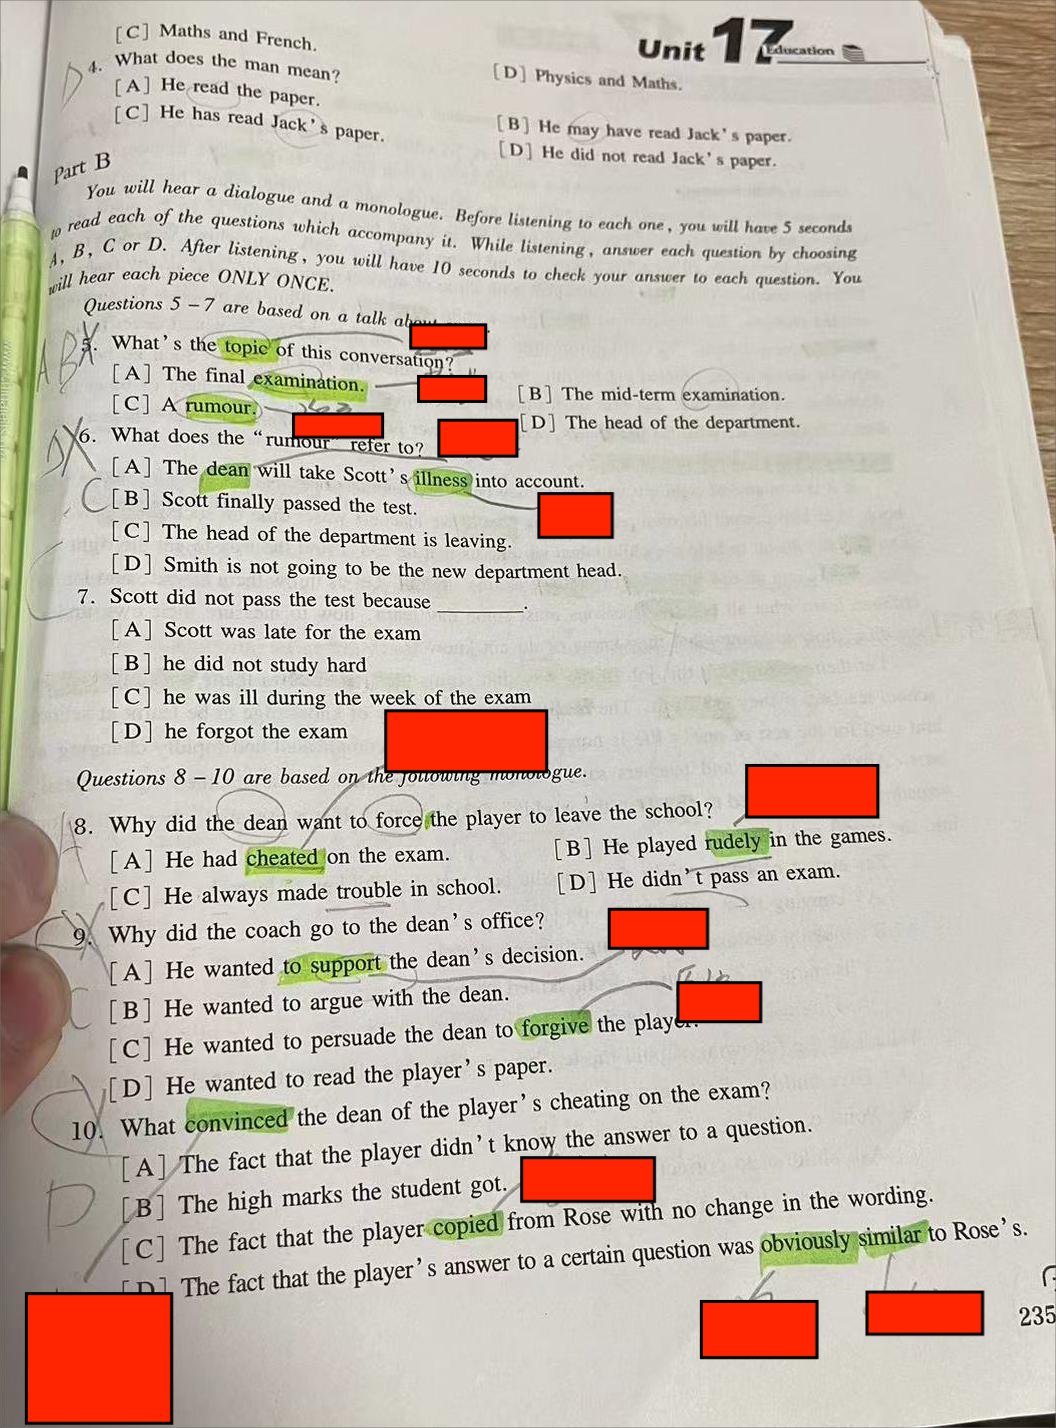 [C] Maths and French.
Unit 17 Education
4. What does the man mean?
[D] Physics and Maths.
D
[A] He read the paper.
[B] He may have read Jack's paper.
[C] He has read Jack's paper.
[D] He did not read Jack's paper.
Part B
You will hear a dialogue and a monologue. Before listening to each one, you will have 5 seconds
to read each of the questions which accompany it. While listening, answer each question by choosing
A, B, C or D. After listening, you will have 10 seconds to check your answer to each question. You
will hear each piece ONLY ONCE.
Questions 5-7 are based on a talk
A B
5. What's the topic of this conversation?
[A] The final examination.
[B] The mid-term examination.
[C] A rumour.
[D] The head of the department.
D
6. What does the "rumour" refer to?
[A] The dean will take Scott's illness into account.
C
[B] Scott finally passed the test.
[C] The head of the department is leaving.
[D] Smith is not going to be the new department head.
7. Scott did not pass the test because ________.
[A] Scott was late for the exam
[B] he did not study hard
[C] he was ill during the week of the exam
[D] he forgot the exam
Questions 8-10 are based on the following monologue.
A
8. Why did the dean want to force the player to leave the school?
[A] He had cheated on the exam.
[B] He played rudely in the games.
[C] He always made trouble in school.
[D] He didn't pass an exam.
9. Why did the coach go to the dean's office?
[A] He wanted to support the dean's decision.
C
[B] He wanted to argue with the dean.
[C] He wanted to persuade the dean to forgive the player.
[D] He wanted to read the player's paper.
10. What convinced the dean of the player's cheating on the exam?
[A] The fact that the player didn't know the answer to a question.
D
[B] The high marks the student got.
[C] The fact that the player copied from Rose with no change in the wording.
[D] The fact that the player's answer to a certain question was obviously similar to Rose's.
235